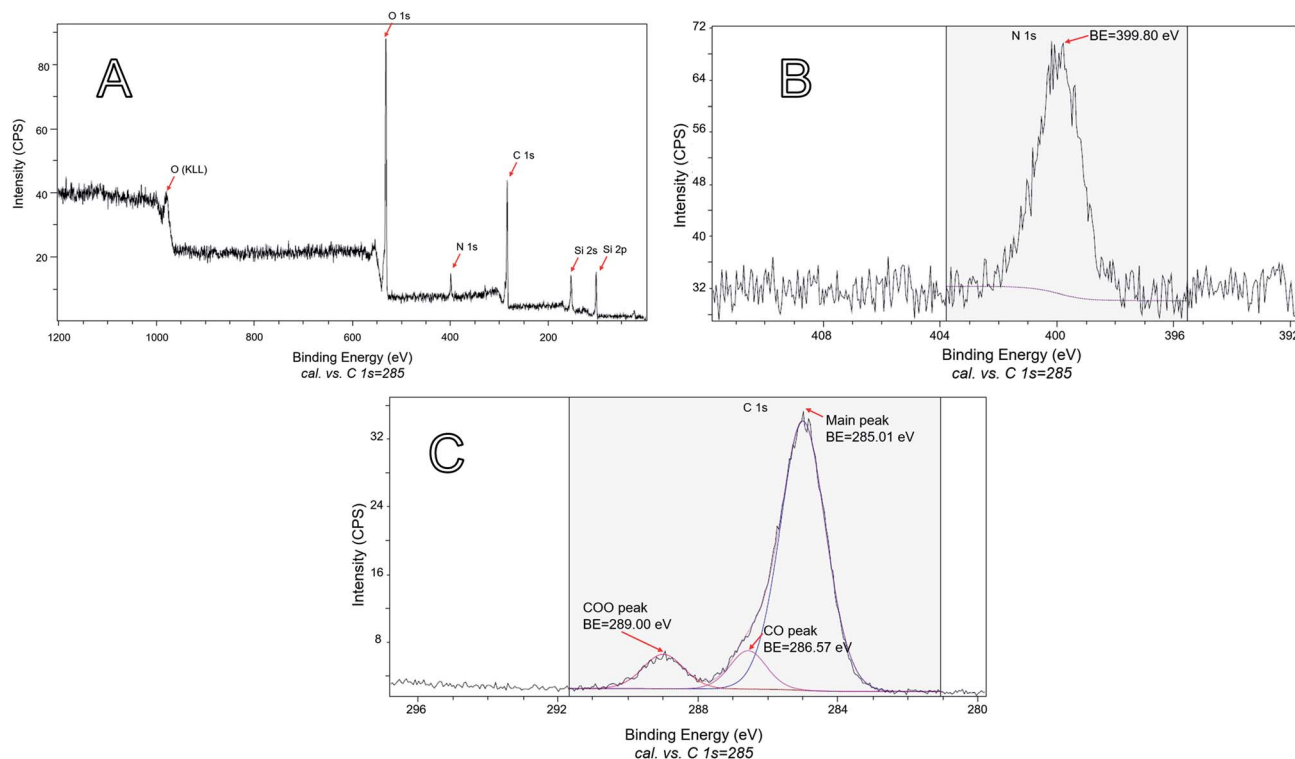 A
O 1s
O (KLL)
N 1s
C 1s
Si 2s
Si 2p
Intensity (CPS)
80
60
40
20
1200
1000
800
600
400
200
Binding Energy (eV)
cal. vs. C 1s=285
B
N 1s
BE=399.80 eV
Intensity (CPS)
72
64
56
48
40
32
408
404
400
396
392
Binding Energy (eV)
cal. vs. C 1s=285
C
C 1s
Main peak
BE=285.01 eV
COO peak
BE=289.00 eV
CO peak
BE=286.57 eV
Intensity (CPS)
32
24
16
8
296
292
288
284
280
Binding Energy (eV)
cal. vs. C 1s=285